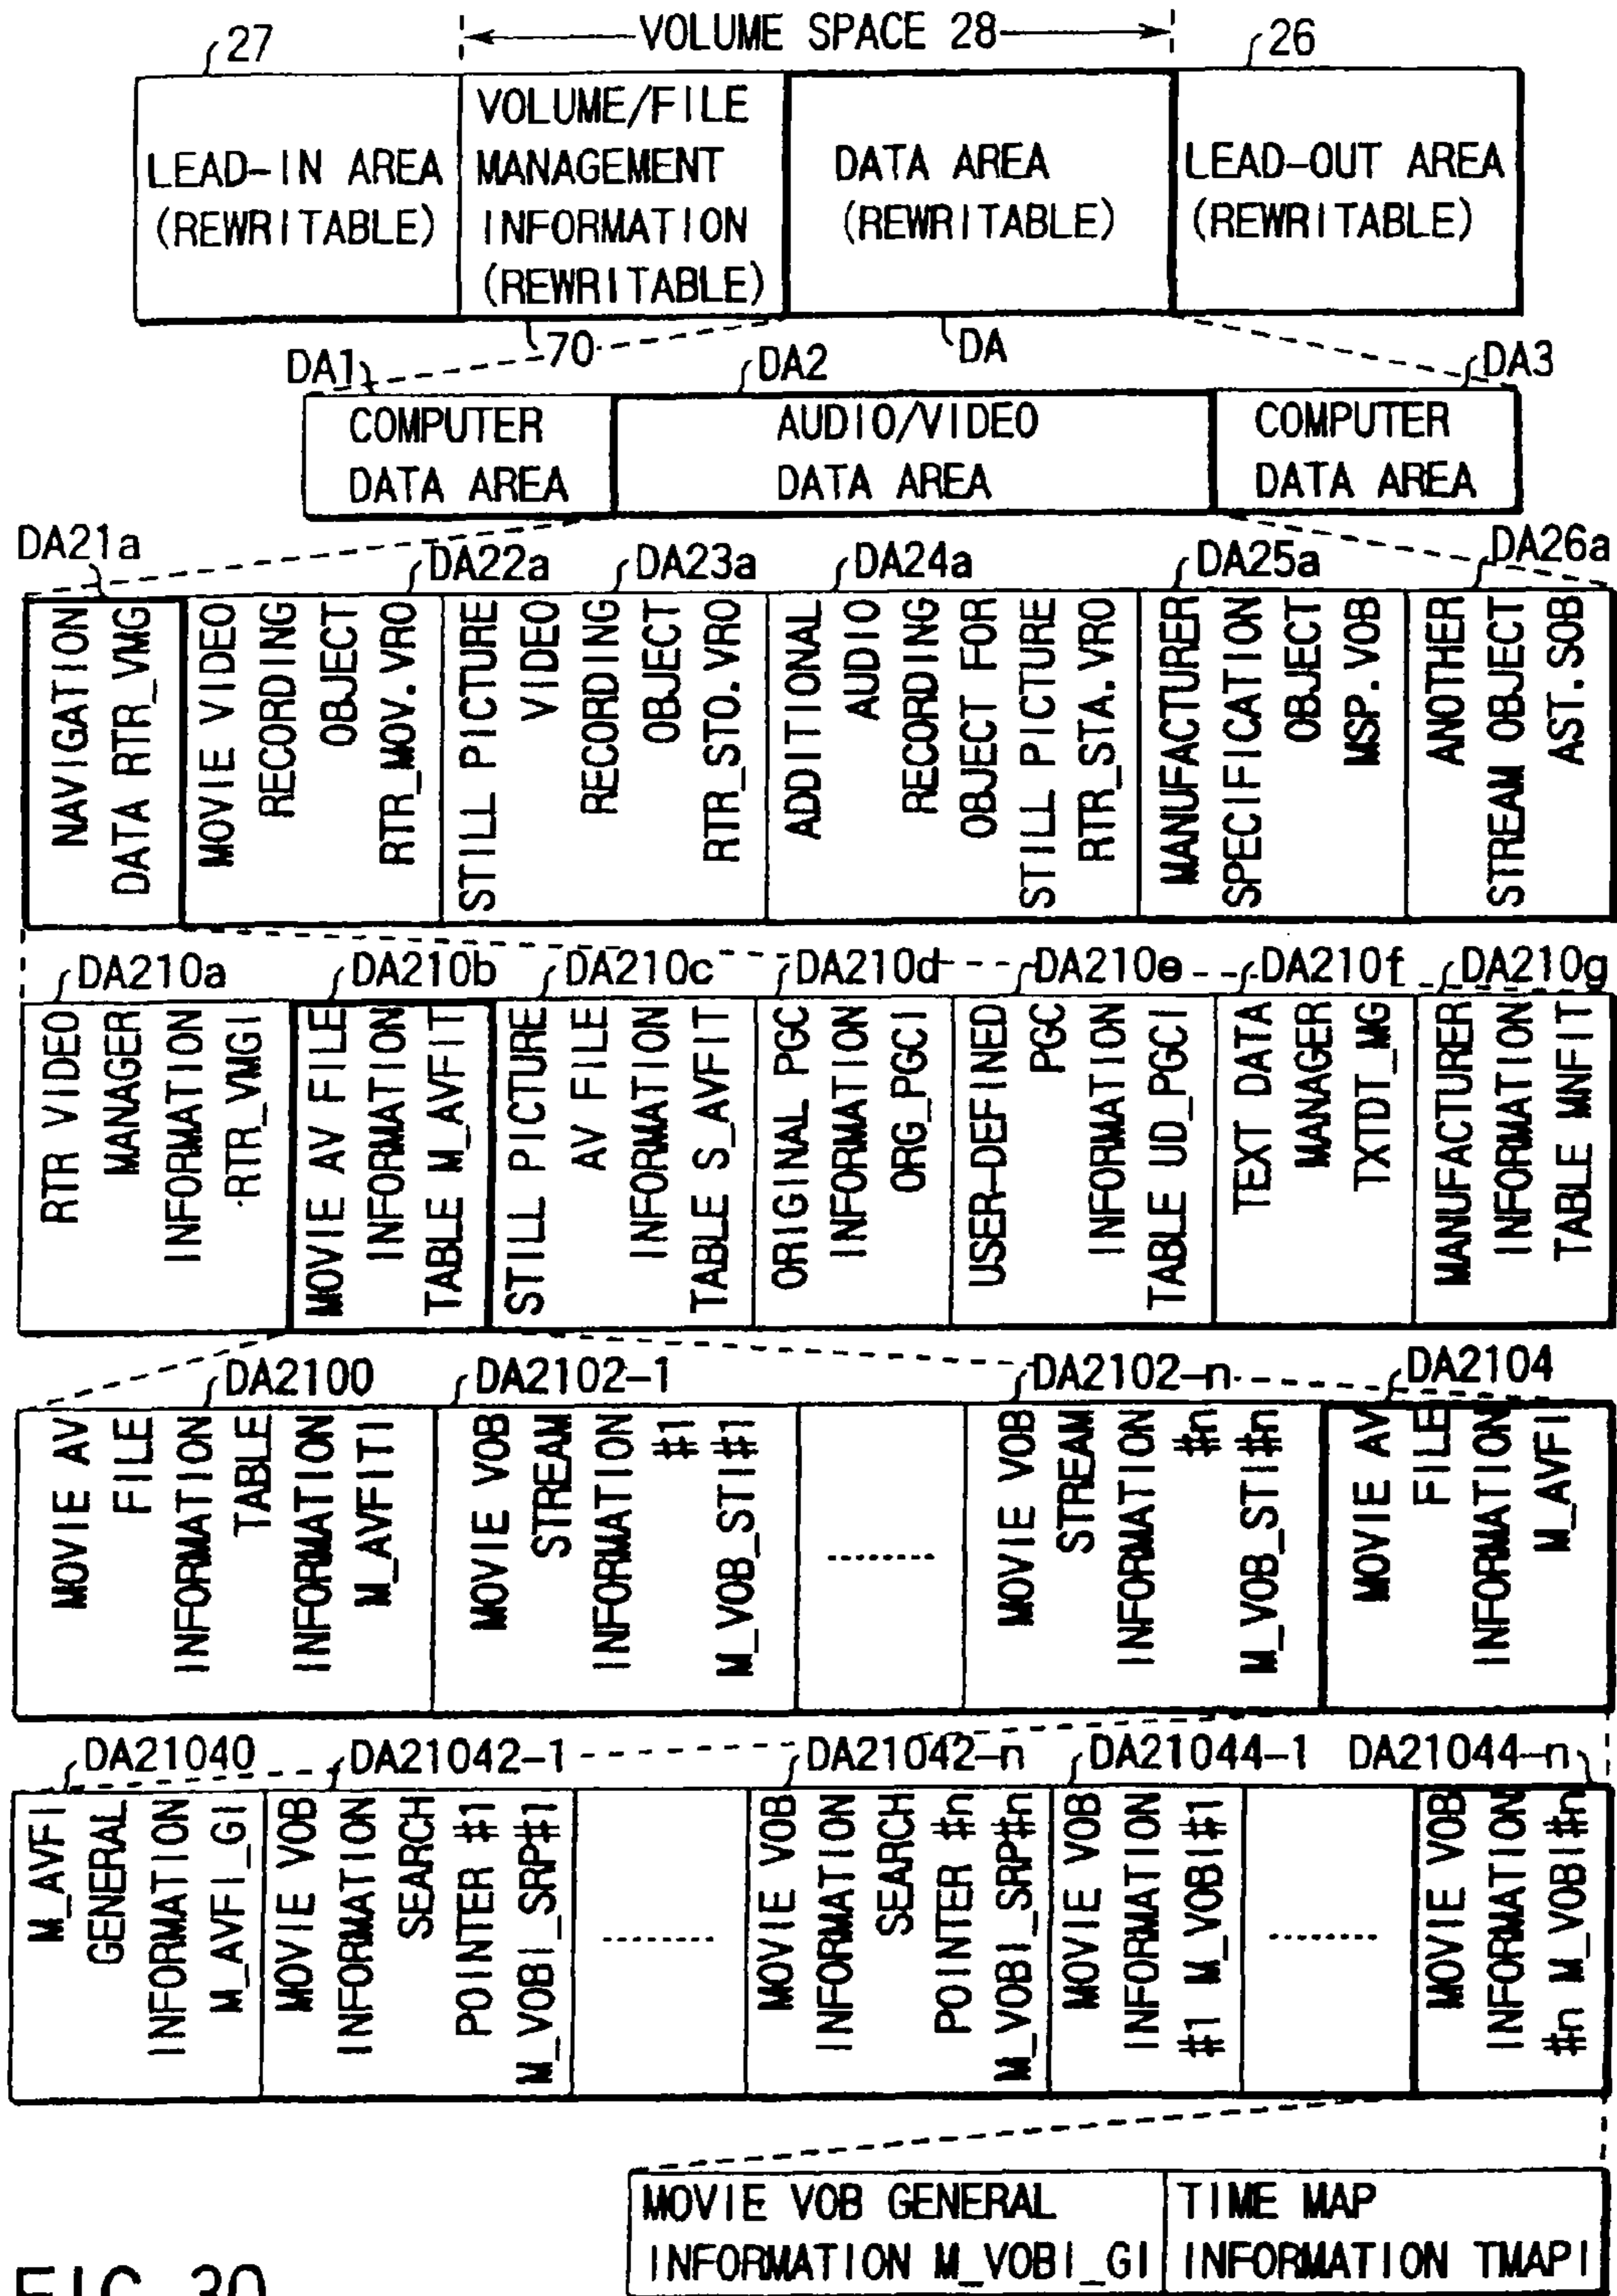 27
VOLUME SPACE 28
26
LEAD-IN AREA
(REWRITABLE)
VOLUME/FILE
MANAGEMENT
INFORMATION
(REWRITABLE)
DATA AREA
(REWRITABLE)
LEAD-OUT AREA
(REWRITABLE)
70
DA
DA1
DA2
DA3
COMPUTER
DATA AREA
AUDIO/VIDEO
DATA AREA
COMPUTER
DATA AREA
DA21a
DA22a
DA23a
DA24a
DA25a
DA26a
NAVIGATION
DATA RTR_VMG
MOVIE VIDEO
RECORDING
OBJECT
RTR_MOV.VRO
STILL PICTURE
VIDEO
RECORDING
OBJECT
RTR_STO.VRO
ADDITIONAL
AUDIO
RECORDING
OBJECT FOR
STILL PICTURE
RTR_STA.VRO
MANUFACTURER
SPECIFICATION
OBJECT
MSP.VOB
ANOTHER
STREAM OBJECT
AST.SOB
DA210a
DA210b
DA210c
DA210d
DA210e
DA210f
DA210g
RTR VIDEO
MANAGER
INFORMATION
RTR_VMGI
MOVIE AV FILE
INFORMATION
TABLE M_AVFIT
STILL PICTURE
AV FILE
INFORMATION
TABLE S_AVFIT
ORIGINAL PGC
INFORMATION
ORG_PGCI
USER-DEFINED
PGC
INFORMATION
TABLE UD_PGCI
TEXT DATA
MANAGER
TXTDT_MG
MANUFACTURER
INFORMATION
TABLE MNFIT
DA2100
DA2102-1
DA2102-n
DA2104
MOVIE AV
FILE
INFORMATION
TABLE
INFORMATION
M_AVFITI
MOVIE VOB
STREAM
INFORMATION
#1
M_VOB_STI#1
MOVIE VOB
STREAM
INFORMATION
#n
M_VOB_STI#n
MOVIE AV
FILE
INFORMATION
M_AVFI
DA21040
DA21042-1
DA21042-n
DA21044-1
DA21044-n
M_AVFI
GENERAL
INFORMATION
M_AVFI_GI
MOVIE VOB
INFORMATION
SEARCH
POINTER #1
M_VOBI_SRP#1
MOVIE VOB
INFORMATION
SEARCH
POINTER #n
M_VOBI_SRP#n
MOVIE VOB
INFORMATION
#1 M_VOBI#1
MOVIE VOB
INFORMATION
#n M_VOBI#n
MOVIE VOB GENERAL
INFORMATION M_VOBI_GI
TIME MAP
INFORMATION TMAPI
FIG. 30